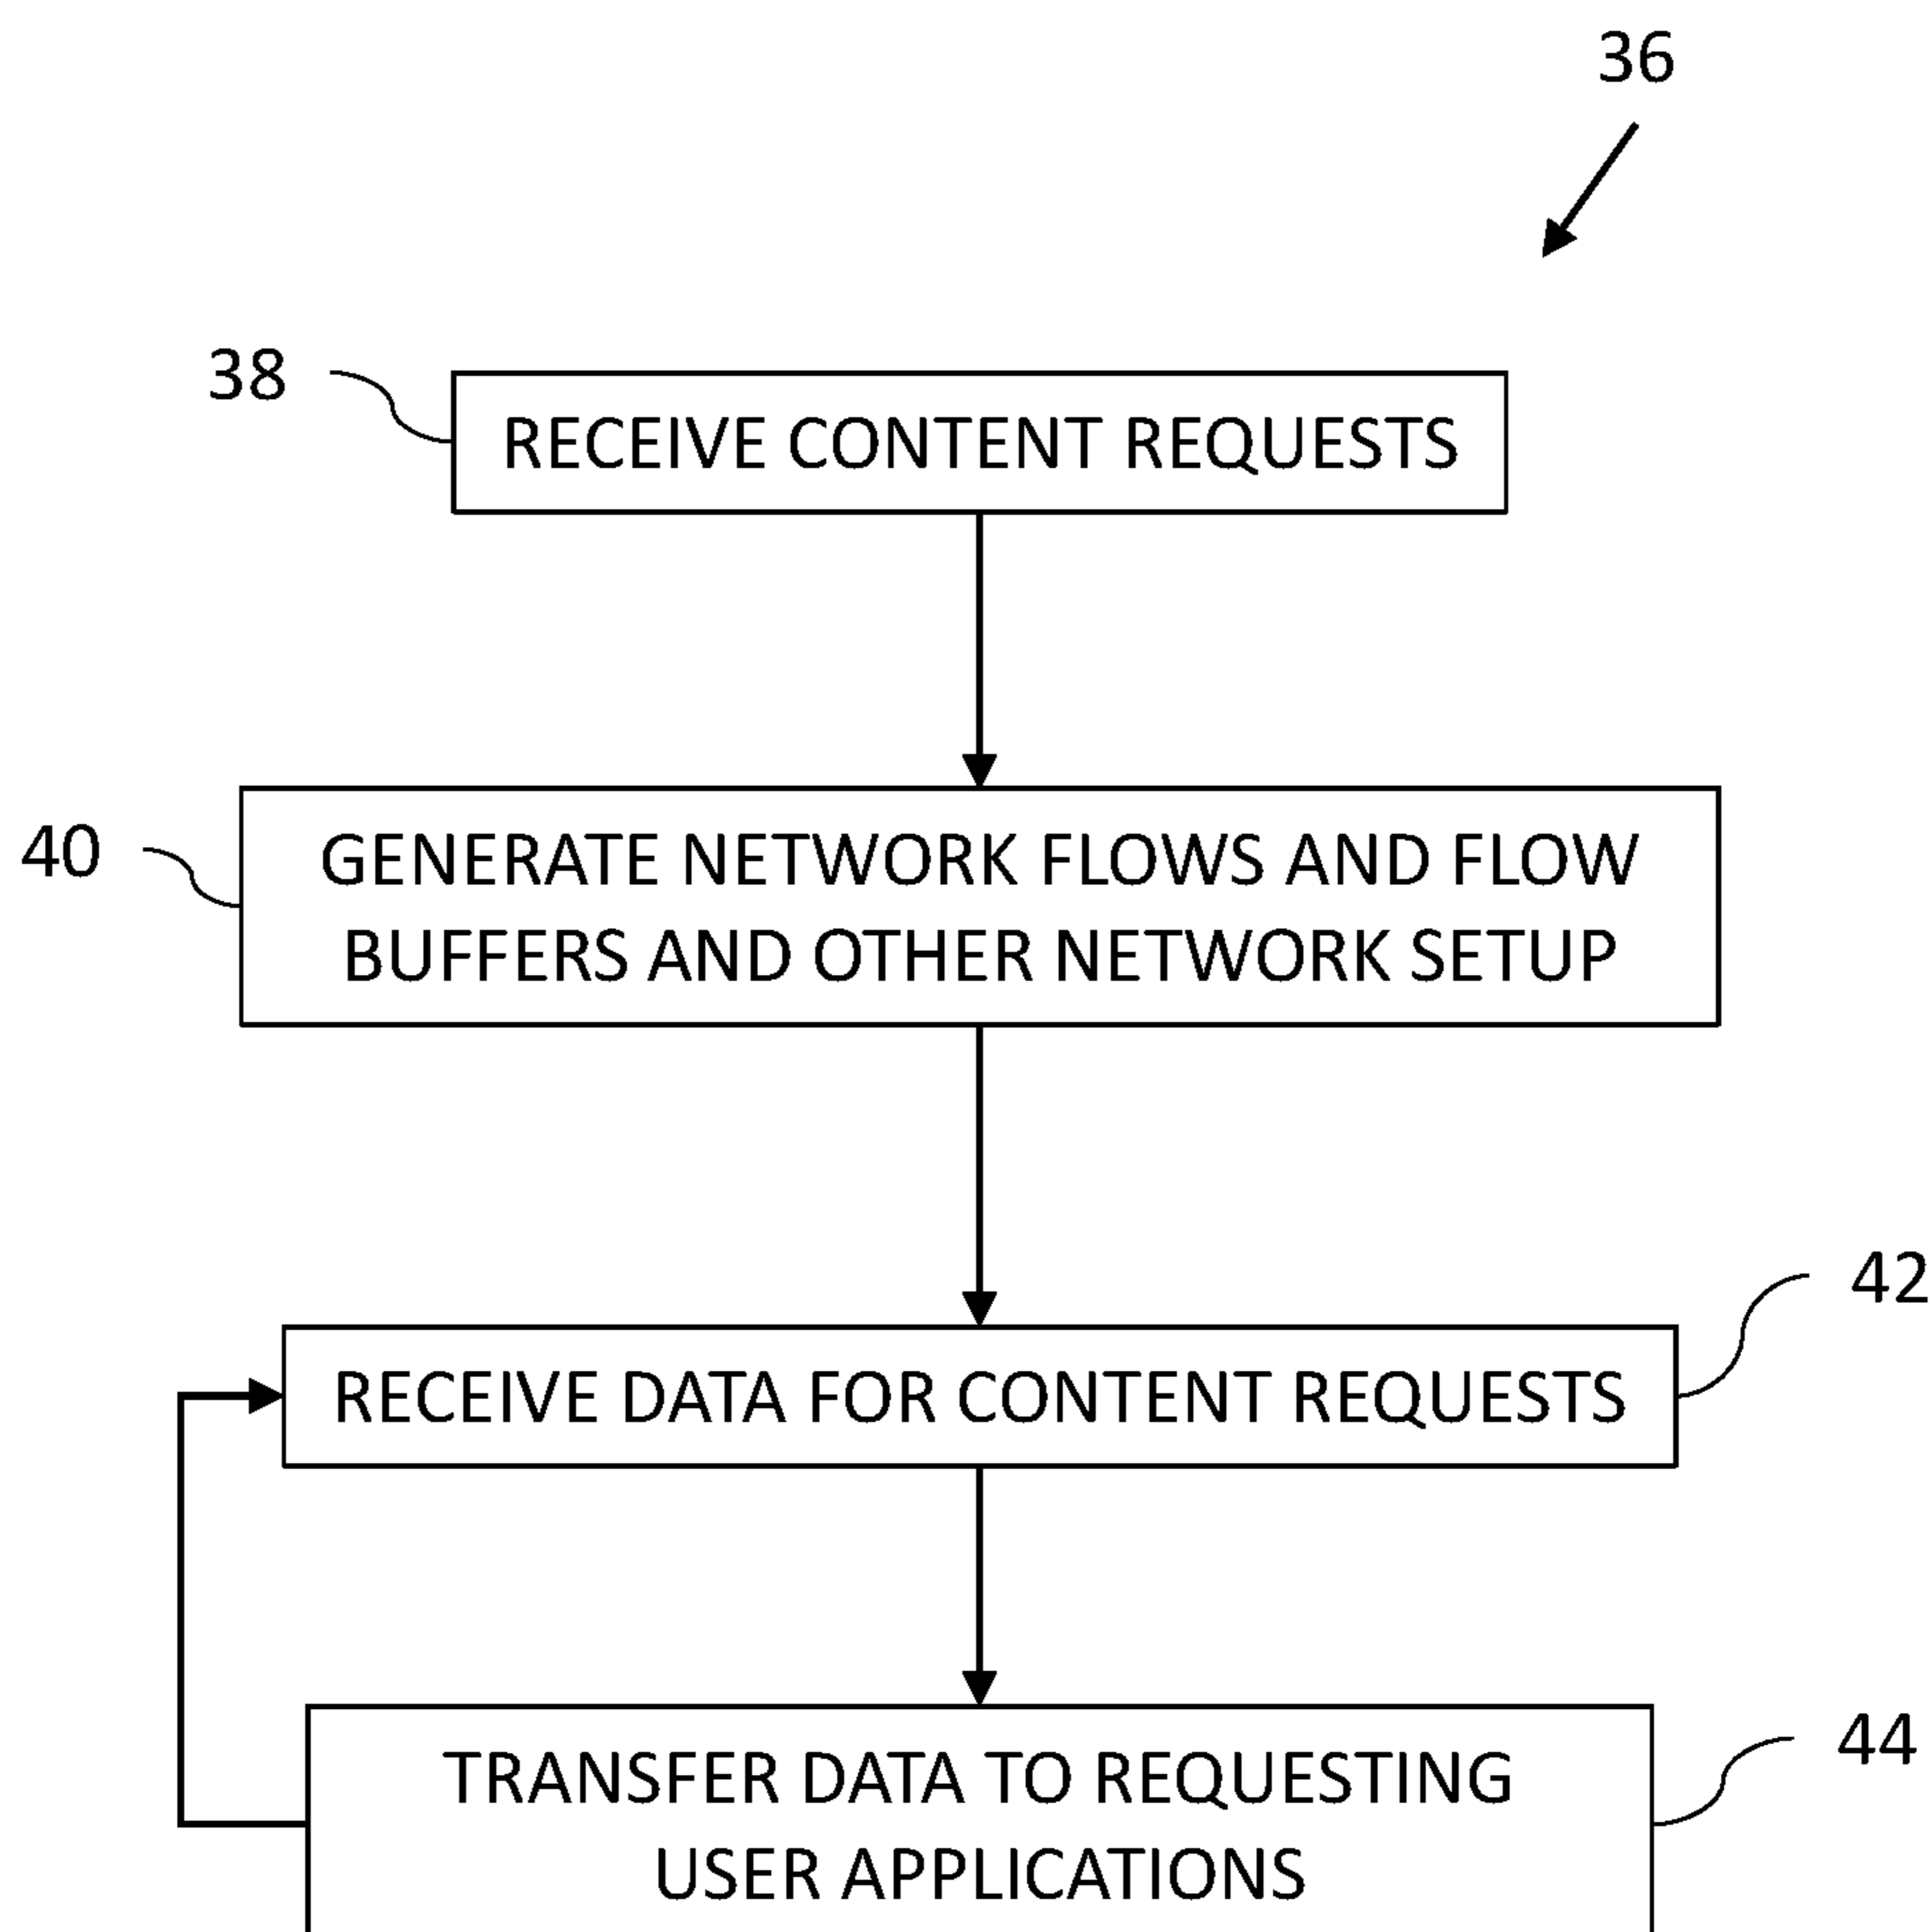 36
38
RECEIVE CONTENT REQUESTS
40
GENERATE NETWORK FLOWS AND FLOW
BUFFERS AND OTHER NETWORK SETUP
42
RECEIVE DATA FOR CONTENT REQUESTS
44
TRANSFER DATA TO REQUESTING
USER APPLICATIONS